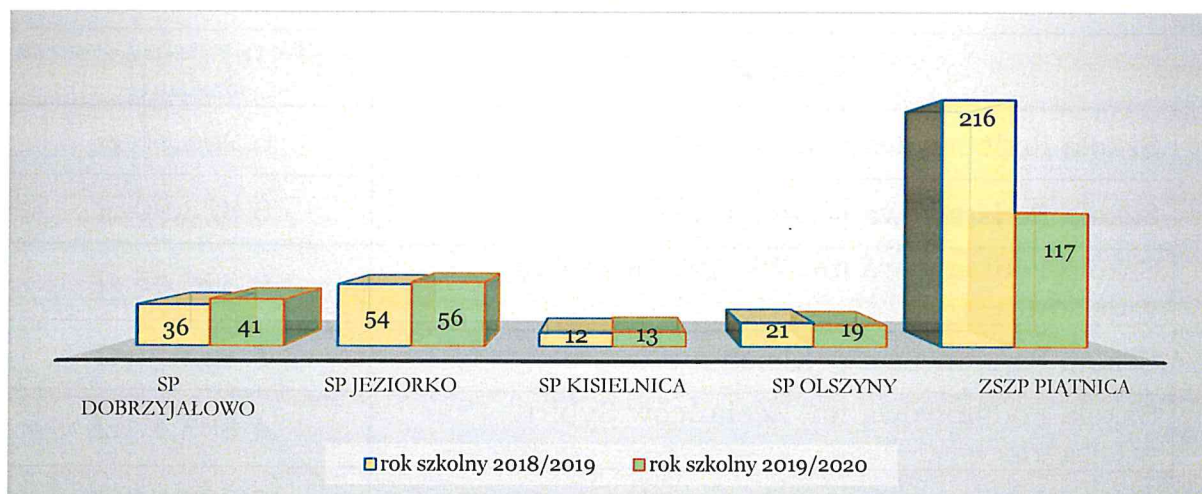 216
117
54
56
36
41
12
13
21
19
SP
DOBRZYJAŁOWO
SP JEZIORKO
SP KISIELNICA
SP OLSZYNY
ZSZP PIĄTNICA
rok szkolny 2018/2019
rok szkolny 2019/2020